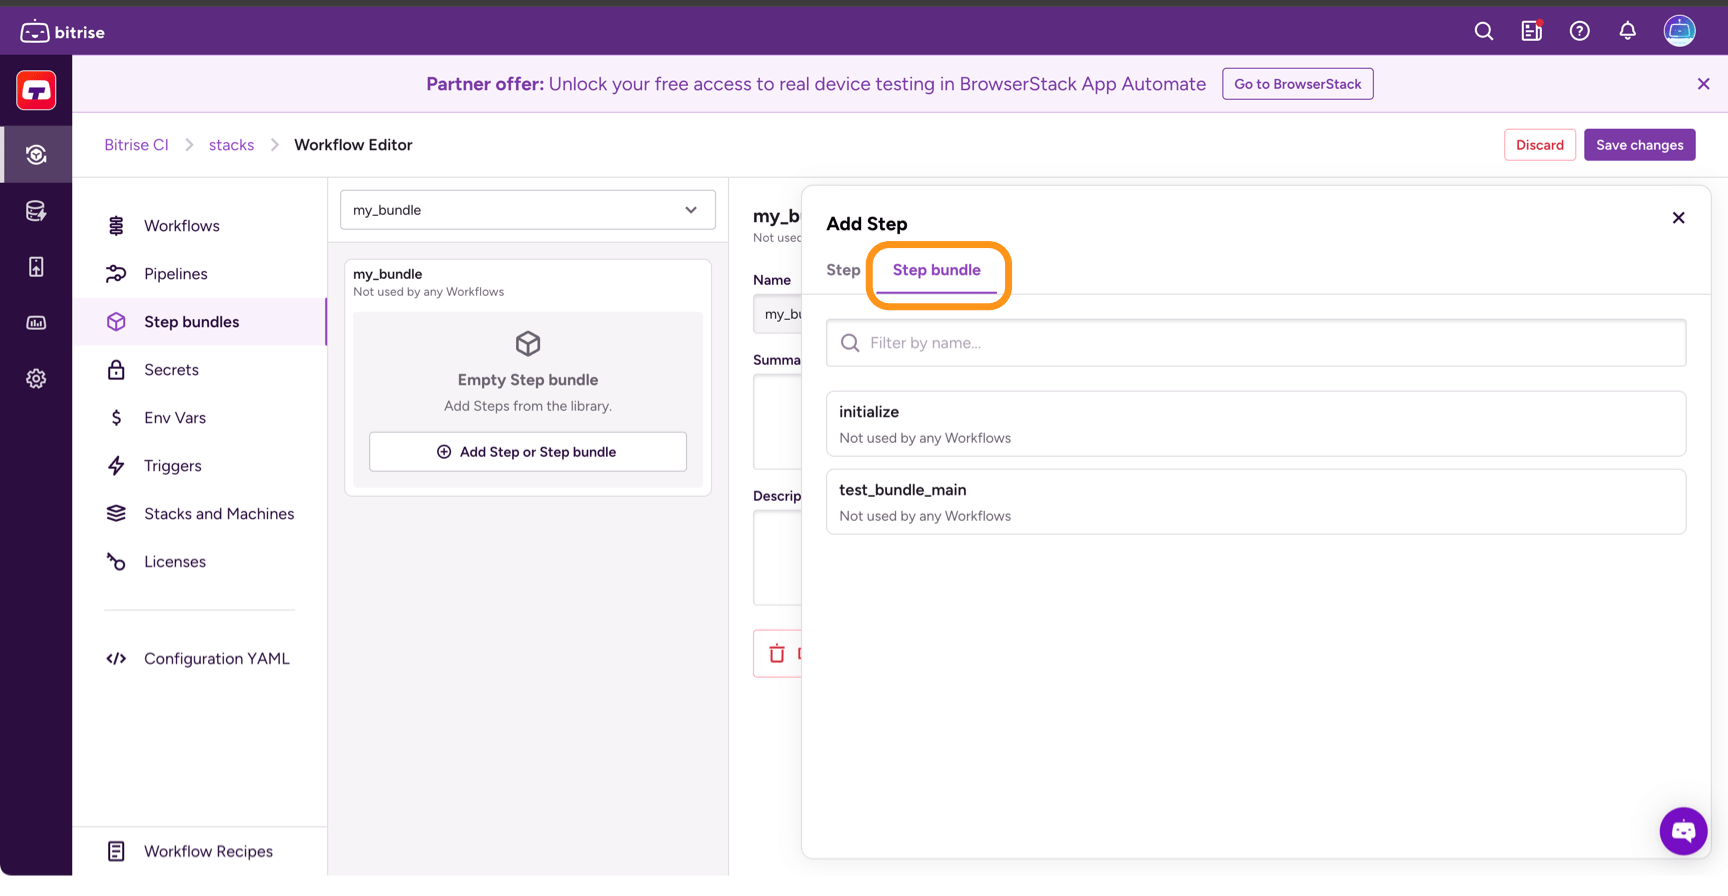 bitrise
Partner offer: Unlock your free access to real device testing in BrowserStack App Automate
Go to BrowserStack
Bitrise CI
stacks
Workflow Editor
Discard
Save changes
Workflows
Pipelines
Step bundles
Secrets
Env Vars
Triggers
Stacks and Machines
Licenses
Configuration YAML
Workflow Recipes
my_bundle
my_bundle
Not used by any Workflows
Empty Step bundle
Add Steps from the library.
Add Step or Step bundle
my_bu
Not used
Name
my_bu
Summa
Descrip
Add Step
Step
Step bundle
Filter by name...
initialize
Not used by any Workflows
test_bundle_main
Not used by any Workflows